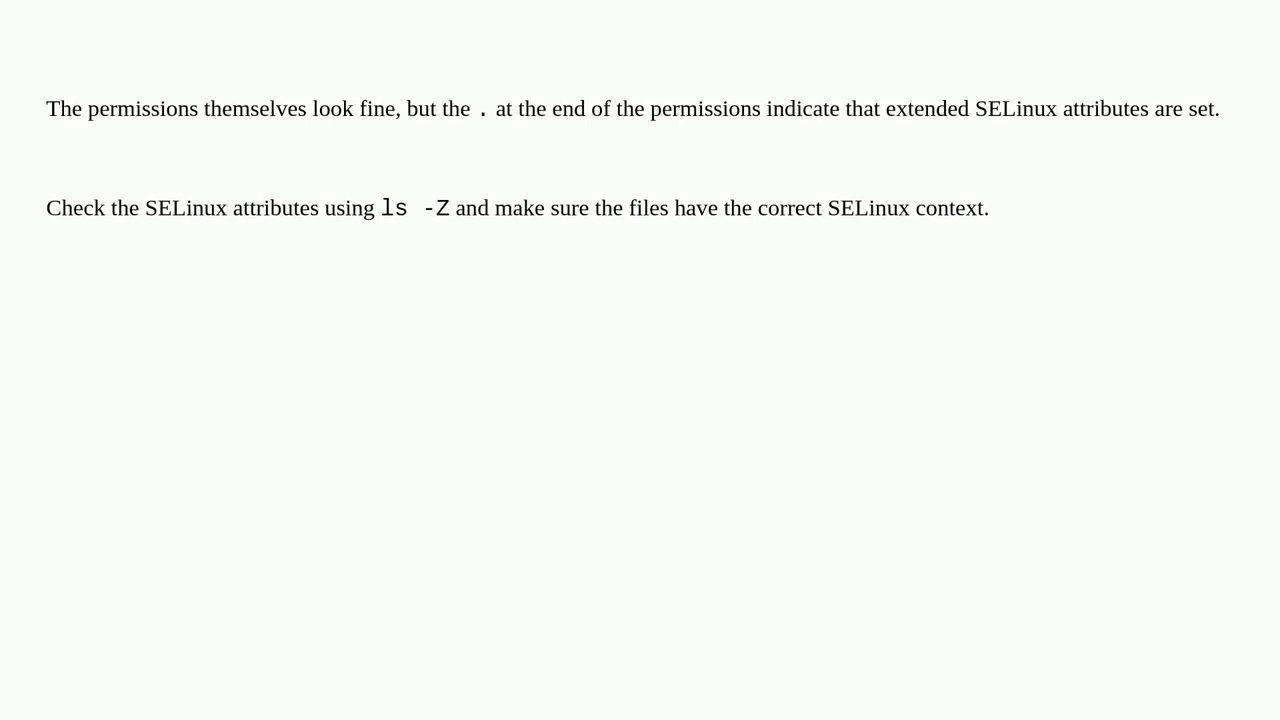 The permissions themselves look fine, but the . at the end of the permissions indicate that extended SELinux attributes are set.
Check the SELinux attributes using ls -Z and make sure the files have the correct SELinux context.